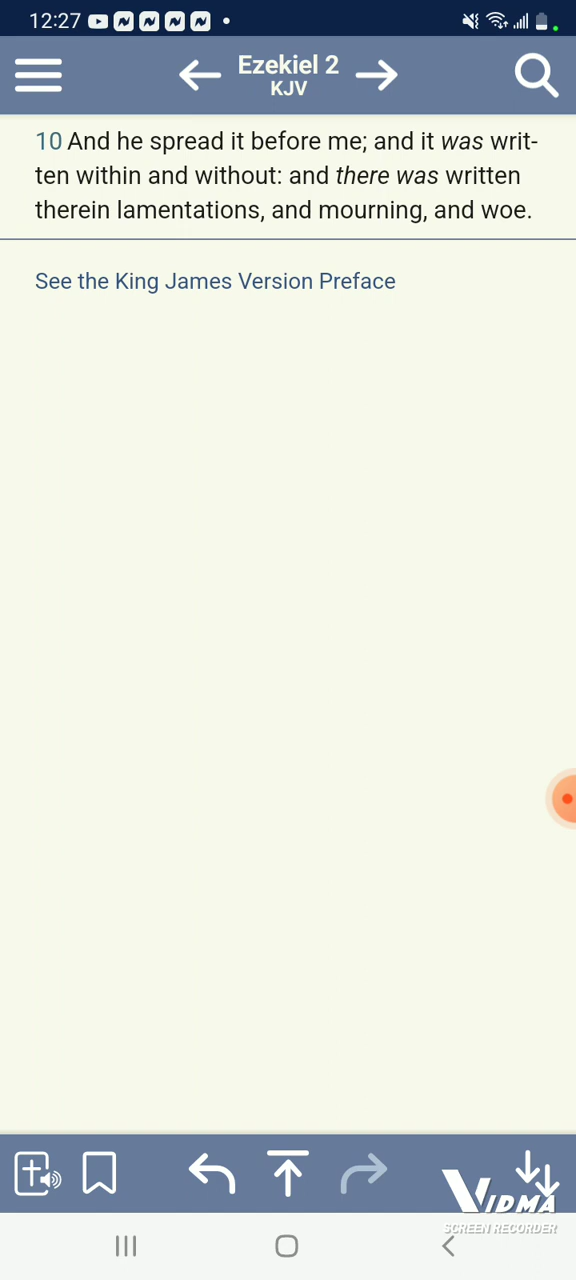 12:27
Ezekiel 2
KJV
10 And he spread it before me; and it was writ-
ten within and without: and there was written
therein lamentations, and mourning, and woe.
See the King James Version Preface
VIDMA
SCREEN RECORDER